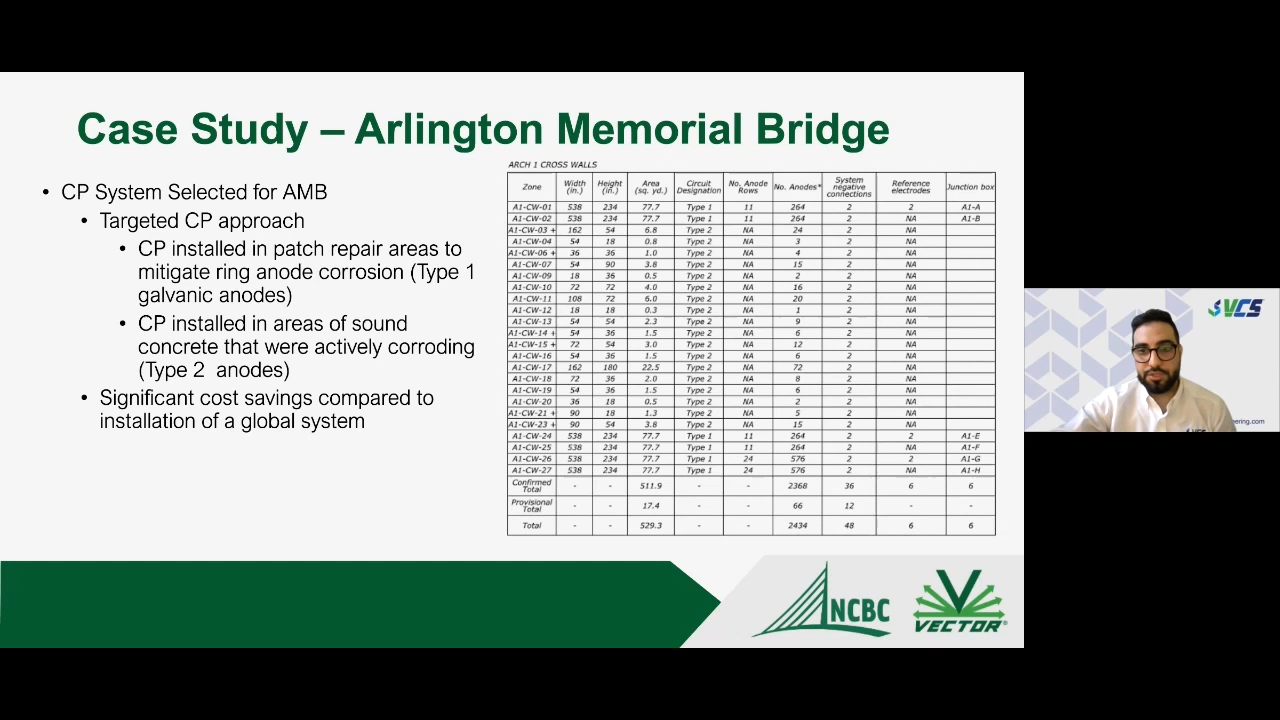 Case Study – Arlington Memorial Bridge
• CP System Selected for AMB
• Targeted CP approach
• CP installed in patch repair areas to
mitigate ring anode corrosion (Type 1
galvanic anodes)
• CP installed in areas of sound
concrete that were actively corroding
(Type 2 anodes)
• Significant cost savings compared to
installation of a global system
ARCH 1 CROSS WALLS
Zone Width (in.) Height (in.) Area (sq. yd.) Circuit Designation No. Anode Rows No. Anodes* System negative connections Reference electrodes Junction box
A1-CW-01 538 234 77.7 Type 1 11 264 2 2 A1-A
A1-CW-02 538 234 77.7 Type 1 11 264 2 NA A1-B
A1-CW-03 + 162 54 6.8 Type 2 NA 24 2 NA
A1-CW-04 54 18 0.8 Type 2 NA 3 2 NA
A1-CW-06 + 36 36 1.0 Type 2 NA 4 2 NA
A1-CW-07 54 90 3.8 Type 2 NA 15 2 NA
A1-CW-09 18 36 0.5 Type 2 NA 2 2 NA
A1-CW-10 72 72 4.0 Type 2 NA 16 2 NA
A1-CW-11 108 72 6.0 Type 2 NA 20 2 NA
A1-CW-12 18 18 0.3 Type 2 NA 1 2 NA
A1-CW-13 54 54 2.3 Type 2 NA 9 2 NA
A1-CW-14 + 54 36 1.5 Type 2 NA 6 2 NA
A1-CW-15 + 72 54 3.0 Type 2 NA 12 2 NA
A1-CW-16 54 36 1.5 Type 2 NA 6 2 NA
A1-CW-17 162 180 22.5 Type 2 NA 72 2 NA
A1-CW-18 72 36 2.0 Type 2 NA 8 2 NA
A1-CW-19 54 36 1.5 Type 2 NA 6 2 NA
A1-CW-20 36 18 0.5 Type 2 NA 2 2 NA
A1-CW-21 + 90 18 1.3 Type 2 NA 5 2 NA
A1-CW-23 + 90 54 3.8 Type 2 NA 15 2 NA
A1-CW-24 538 234 77.7 Type 1 11 264 2 2 A1-E
A1-CW-25 538 234 77.7 Type 1 11 264 2 NA A1-F
A1-CW-26 538 234 77.7 Type 1 24 576 2 2 A1-G
A1-CW-27 538 234 77.7 Type 1 24 576 2 NA A1-H
Confirmed Total - - 511.9 - - 2368 36 6 6
Provisional Total - - 17.4 - - 66 12 - -
Total - - 529.3 - - 2434 48 6 6
NCBC
VECTOR®
VCS
ering.com